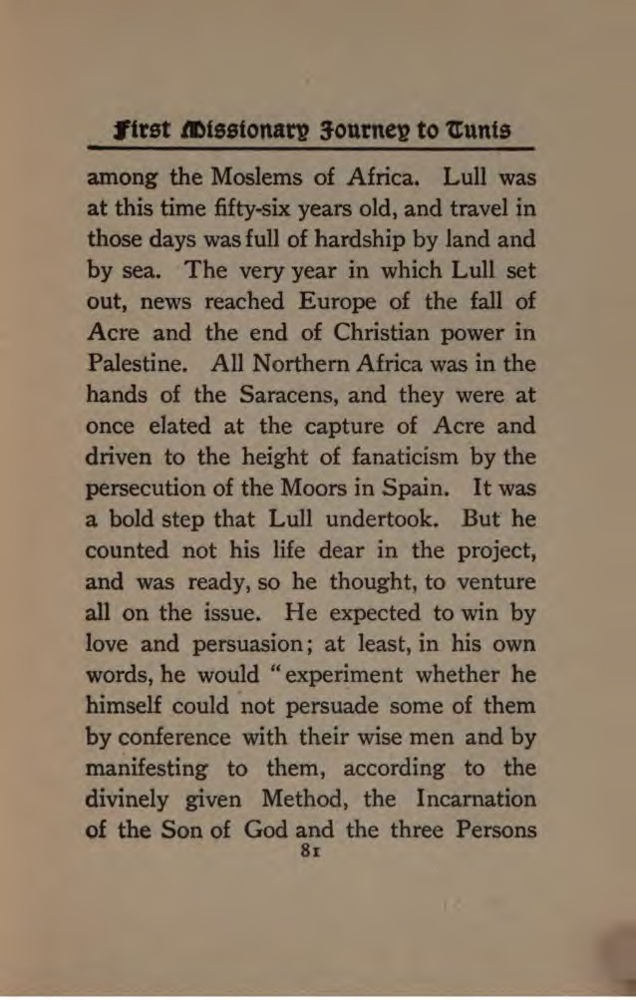 First Missionary Journey to Tunis
among the Moslems of Africa. Lull was
at this time fifty-six years old, and travel in
those days was full of hardship by land and
by sea. The very year in which Lull set
out, news reached Europe of the fall of
Acre and the end of Christian power in
Palestine. All Northern Africa was in the
hands of the Saracens, and they were at
once elated at the capture of Acre and
driven to the height of fanaticism by the
persecution of the Moors in Spain. It was
a bold step that Lull undertook. But he
counted not his life dear in the project,
and was ready, so he thought, to venture
all on the issue. He expected to win by
love and persuasion; at least, in his own
words, he would “experiment whether he
himself could not persuade some of them
by conference with their wise men and by
manifesting to them, according to the
divinely given Method, the Incarnation
of the Son of God and the three Persons
81